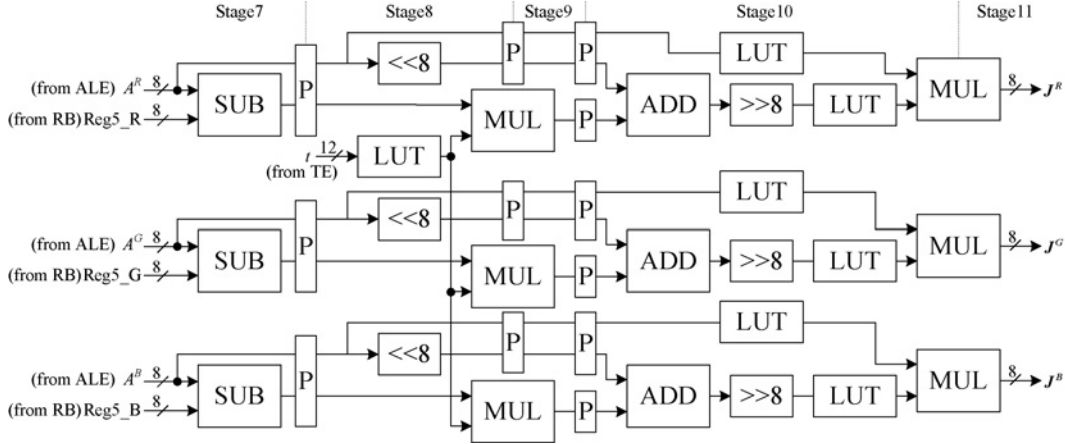 Stage7 Stage8 Stage9 Stage10 Stage11
P P P LUT
<<8
(from ALE) A^R 8 SUB ADD >>8 LUT MUL 8 J^R
(from RB) Reg5_R 8 MUL P
t 12 LUT
(from TE)
P P P LUT
<<8
(from ALE) A^G 8 SUB ADD >>8 LUT MUL 8 J^G
(from RB) Reg5_G 8 MUL P
P P P LUT
<<8
(from ALE) A^B 8 SUB ADD >>8 LUT MUL 8 J^B
(from RB) Reg5_B 8 MUL P